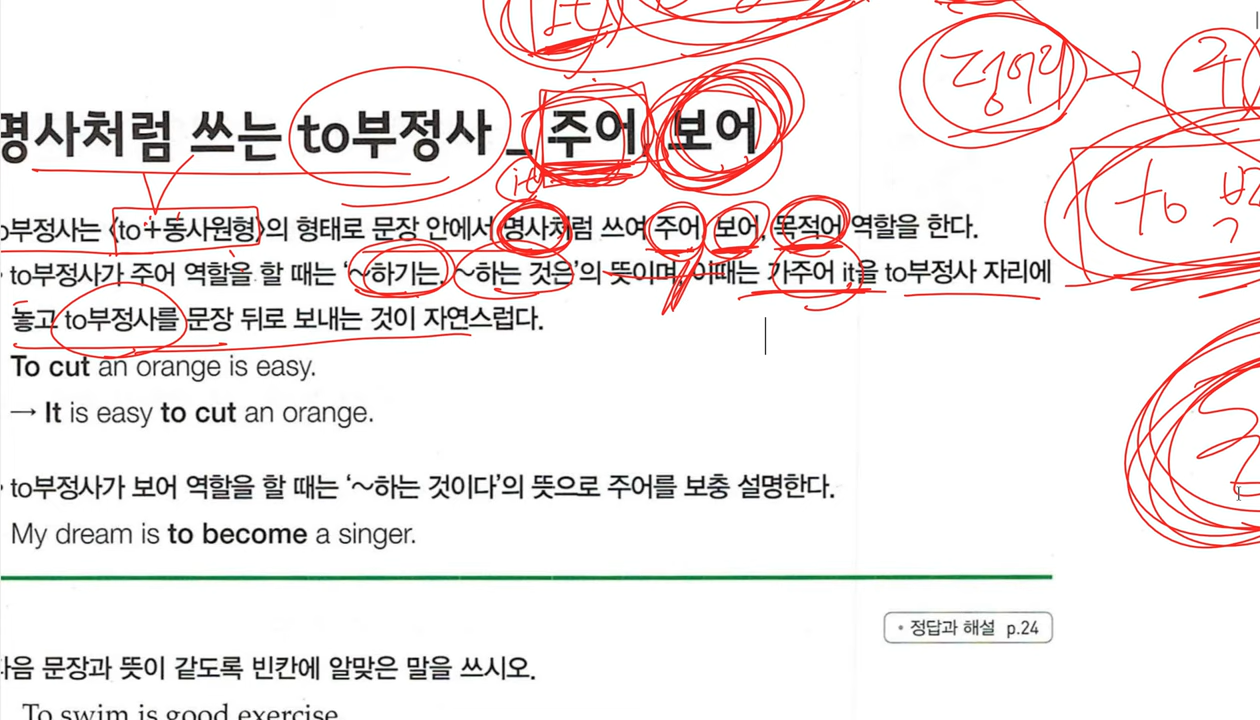 it
덩어리 → 주
명사처럼 쓰는 to부정사 _ 주어, 보어
it
to
부정사는 (to+동사원형)의 형태로 문장 안에서 명사처럼 쓰여 주어, 보어, 목적어 역할을 한다.
to부정사가 주어 역할을 할 때는 ‘~하기는, ~하는 것은’의 뜻이며, 이때는 가주어 it을 to부정사 자리에
놓고 to부정사를 문장 뒤로 보내는 것이 자연스럽다.
To cut an orange is easy.
→ It is easy to cut an orange.
to부정사가 보어 역할을 할 때는 ‘~하는 것이다’의 뜻으로 주어를 보충 설명한다.
My dream is to become a singer.
• 정답과 해설 p.24
다음 문장과 뜻이 같도록 빈칸에 알맞은 말을 쓰시오.
To swim is good exercise